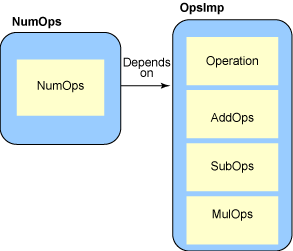 NumOps
NumOps
Depends
on
OpsImp
Operation
AddOps
SubOps
MulOps